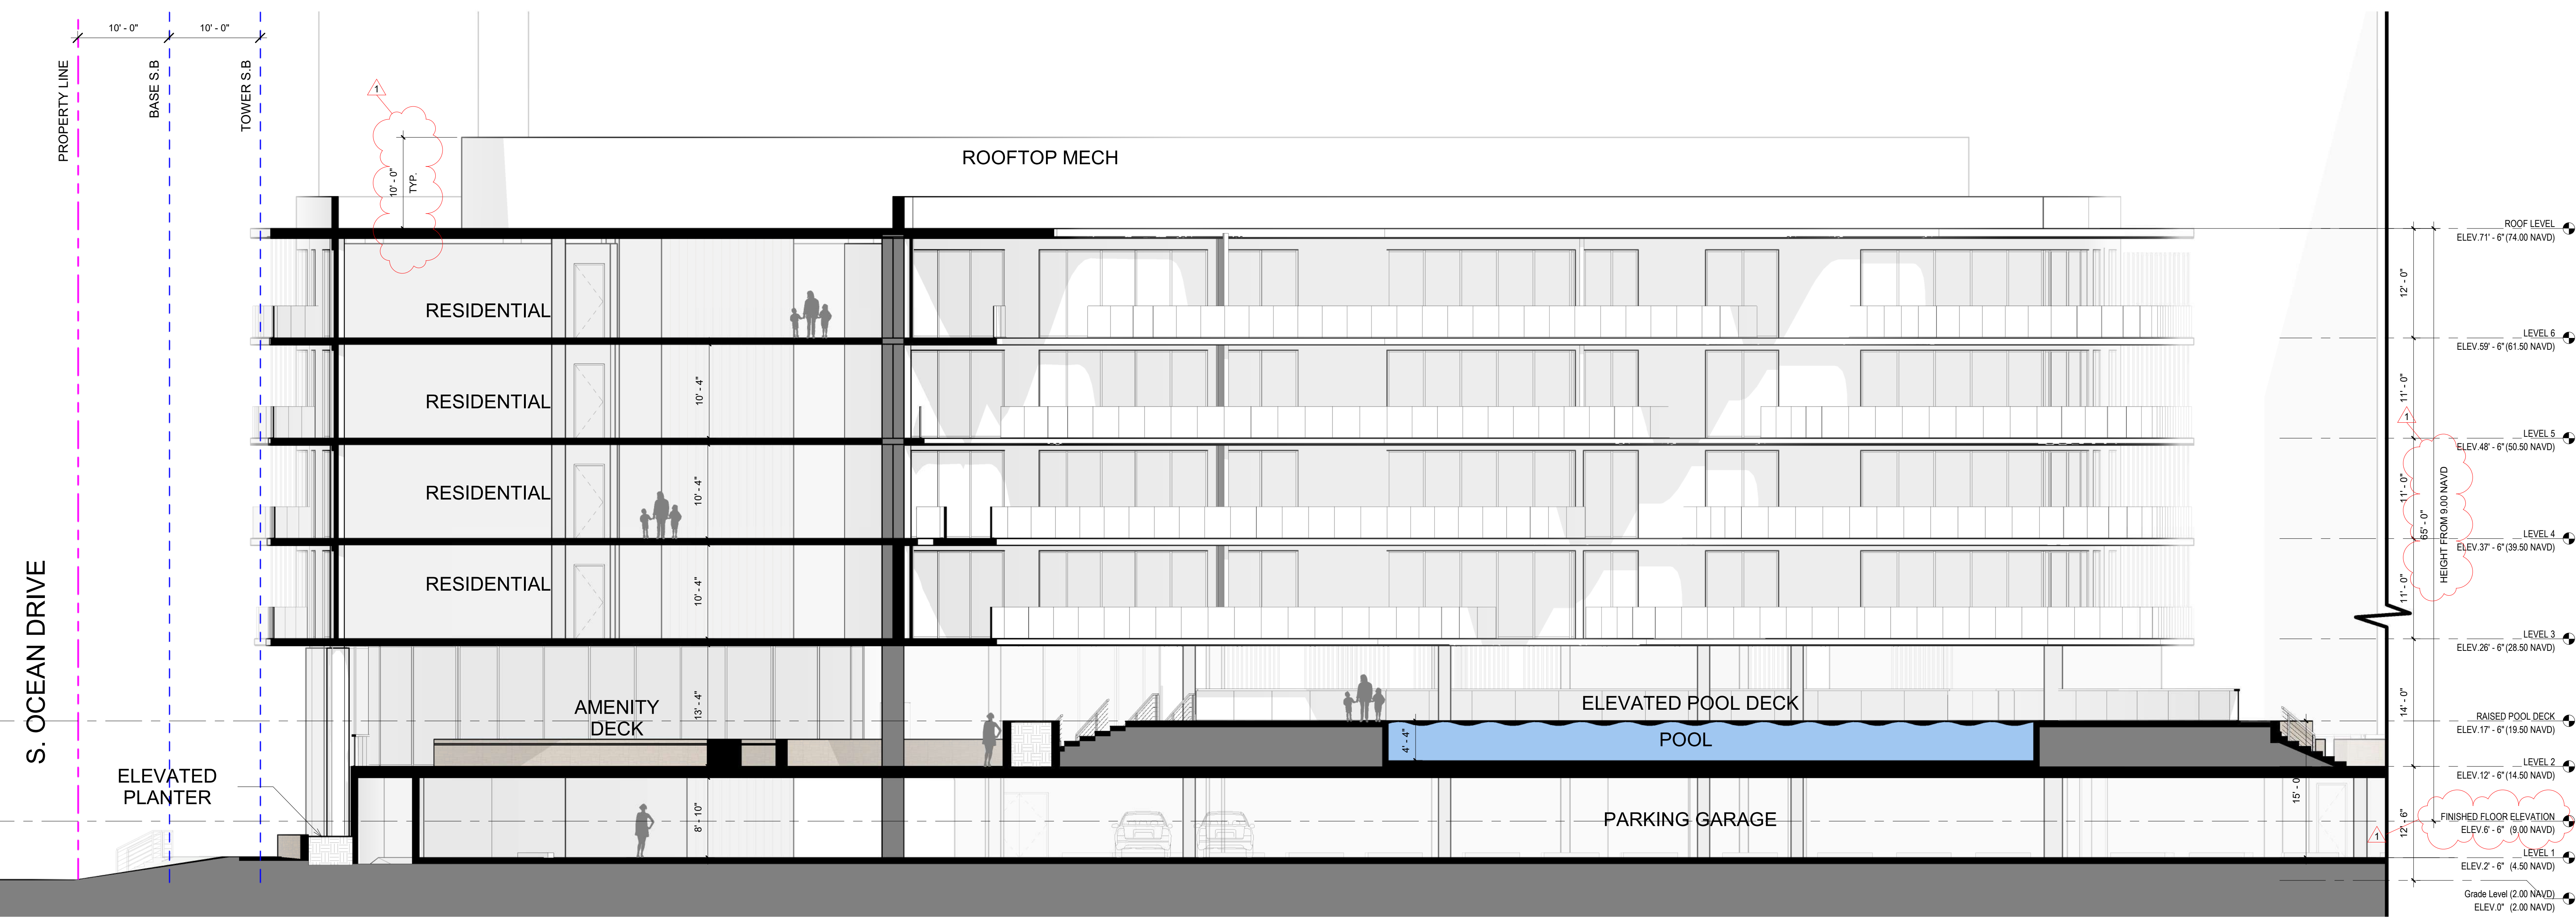 10' - 0"
10' - 0"
PROPERTY LINE
BASE S.B
TOWER S.B
1
10' - 0"
TYP.
ROOFTOP MECH
ROOF LEVEL
ELEV.71' - 6" (74.00 NAVD)
12' - 0"
RESIDENTIAL
LEVEL 6
ELEV.59' - 6" (61.50 NAVD)
RESIDENTIAL
10' - 4"
11' - 0"
1
LEVEL 5
ELEV.48' - 6" (50.50 NAVD)
RESIDENTIAL
10' - 4"
11' - 0"
65' - 0"
HEIGHT FROM 9.00 NAVD
LEVEL 4
ELEV.37' - 6" (39.50 NAVD)
RESIDENTIAL
10' - 4"
11' - 0"
LEVEL 3
ELEV.26' - 6" (28.50 NAVD)
S. OCEAN DRIVE
AMENITY
DECK
13' - 4"
ELEVATED POOL DECK
14' - 0"
RAISED POOL DECK
ELEV.17' - 6" (19.50 NAVD)
4' - 4"
POOL
LEVEL 2
ELEV.12' - 6" (14.50 NAVD)
ELEVATED
PLANTER
8' - 10"
PARKING GARAGE
15' - 0"
12' - 6"
1
FINISHED FLOOR ELEVATION
ELEV.6' - 6" (9.00 NAVD)
LEVEL 1
ELEV.2' - 6" (4.50 NAVD)
Grade Level (2.00 NAVD)
ELEV.0" (2.00 NAVD)